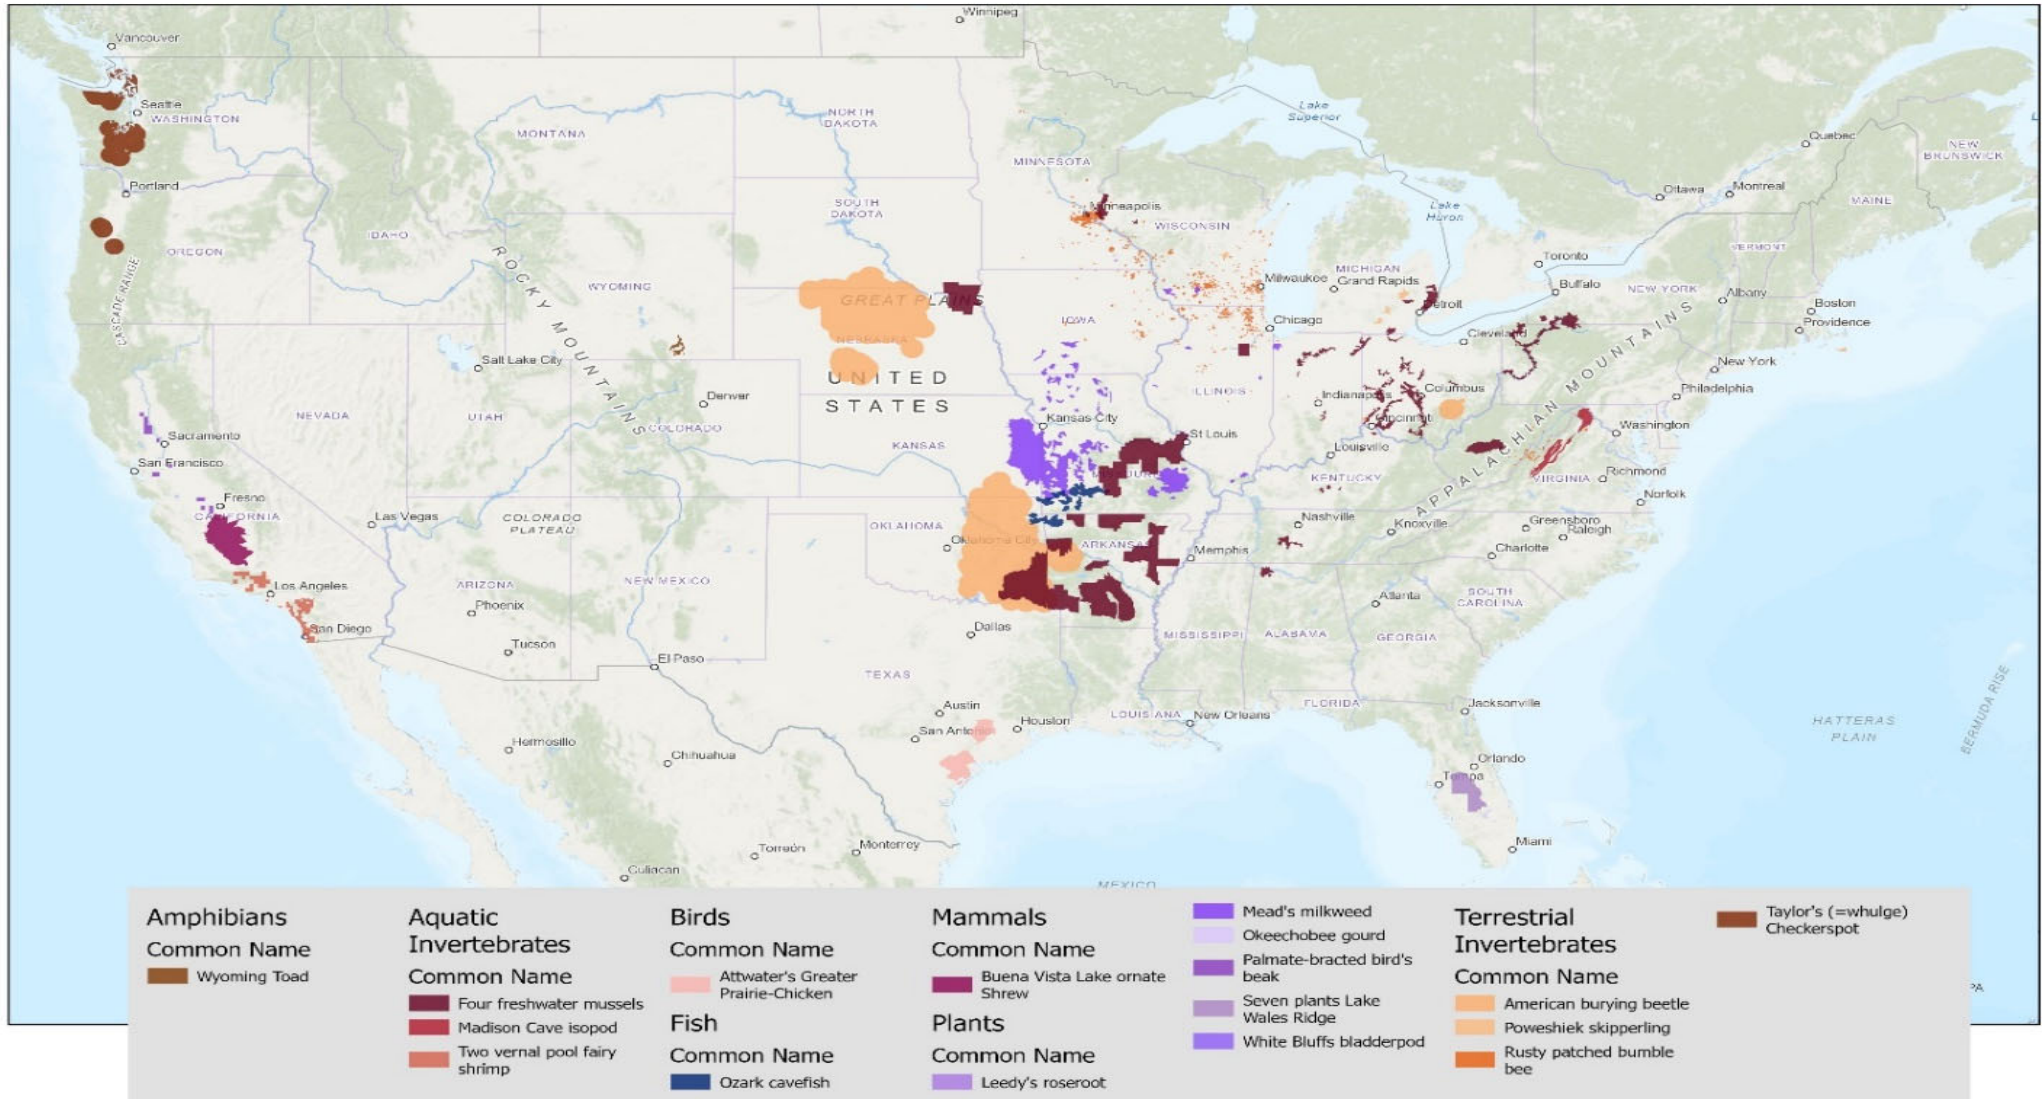 Winnipeg
Vancouver
Seattle
WASHINGTON
MONTANA
NORTH
DAKOTA
MINNESOTA
Lake
Superior
Quebec
NEW
BRUNSWICK
Portland
OREGON
IDAHO
SOUTH
DAKOTA
Minneapolis
WISCONSIN
Lake
Huron
Ottawa
Montreal
MAINE
VERMONT
Toronto
CASCADE RANGE
ROCKY MOUNTAINS
WYOMING
GREAT PLAINS
NEBRASKA
IOWA
Milwaukee
MICHIGAN
Grand Rapids
Detroit
Buffalo
NEW YORK
Albany
Boston
Providence
Chicago
Cleveland
New York
Philadelphia
Salt Lake City
NEVADA
UTAH
Denver
COLORADO
UNITED
STATES
KANSAS
Kansas City
ILLINOIS
St Louis
Indianapolis
Columbus
Cincinnati
Louisville
KENTUCKY
APPALACHIAN MOUNTAINS
Washington
VIRGINIA
Richmond
Norfolk
Sacramento
San Francisco
Fresno
CALIFORNIA
Las Vegas
COLORADO
PLATEAU
OKLAHOMA
Oklahoma City
ARKANSAS
Memphis
Nashville
Knoxville
Greensboro
Raleigh
Charlotte
Los Angeles
San Diego
ARIZONA
Phoenix
Tucson
NEW MEXICO
El Paso
Dallas
TEXAS
MISSISSIPPI
ALABAMA
Atlanta
GEORGIA
SOUTH
CAROLINA
Austin
San Antonio
Houston
LOUISIANA
New Orleans
FLORIDA
Jacksonville
Orlando
Tampa
Miami
HATTERAS
PLAIN
BERMUDA RISE
Hermosillo
Chihuahua
Torreón
Monterrey
Culiacan
MEXICO
Amphibians
Common Name
Wyoming Toad
Aquatic
Invertebrates
Common Name
Four freshwater mussels
Madison Cave isopod
Two vernal pool fairy
shrimp
Birds
Common Name
Attwater's Greater
Prairie-Chicken
Fish
Common Name
Ozark cavefish
Mammals
Common Name
Buena Vista Lake ornate
Shrew
Plants
Common Name
Leedy's roseroot
Mead's milkweed
Okeechobee gourd
Palmate-bracted bird's
beak
Seven plants Lake
Wales Ridge
White Bluffs bladderpod
Terrestrial
Invertebrates
Common Name
American burying beetle
Poweshiek skipperling
Rusty patched bumble
bee
Taylor's (=whulge)
Checkerspot